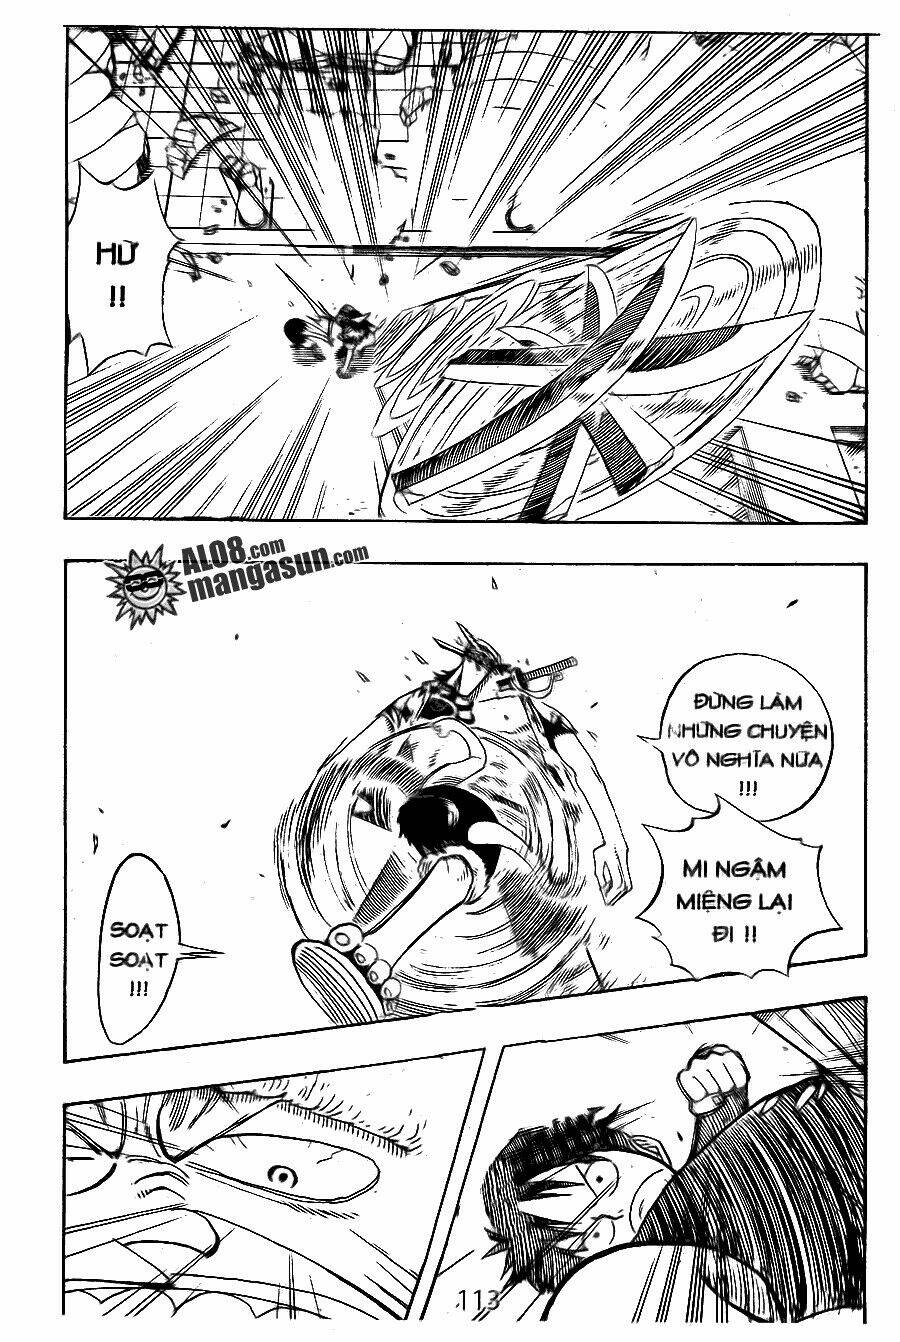 HỪ
!!
AL08.com
mangasun.com
ĐỪNG LÀM
NHỮNG CHUYỆN
VÔ NGHĨA NỮA
!!!
MI NGẬM
MIỆNG LẠI
ĐI !!
SOẠT
SOẠT
!!!
113